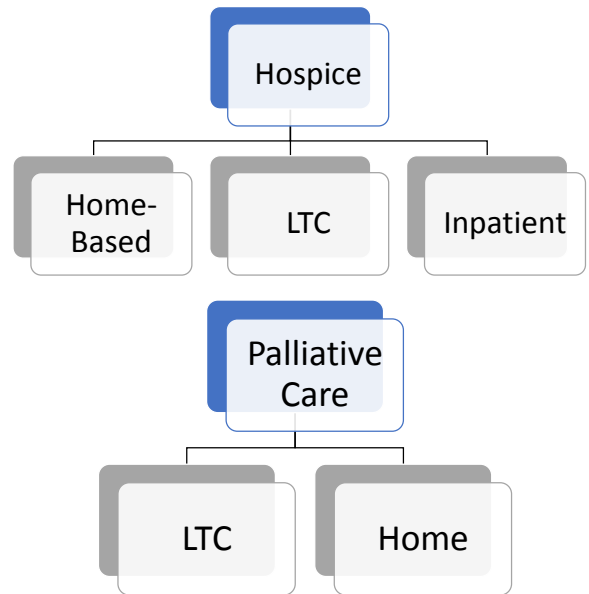 Hospice
Home-
Based
LTC
Inpatient
Palliative
Care
LTC
Home